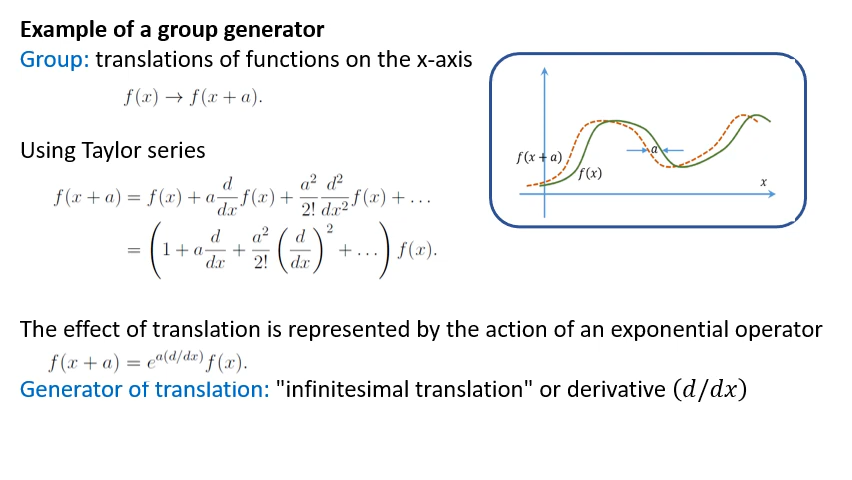 Example of a group generator
Group: translations of functions on the x-axis
f(x) → f(x + a).
Using Taylor series
f(x + a) = f(x) + a d/dx f(x) + a²/2! d²/dx² f(x) + ...
= (1 + a d/dx + a²/2! (d/dx)² + ...) f(x).
f(x + a)
a
f(x)
x
The effect of translation is represented by the action of an exponential operator
f(x + a) = e^{a(d/dx)} f(x).
Generator of translation: "infinitesimal translation" or derivative (d/dx)